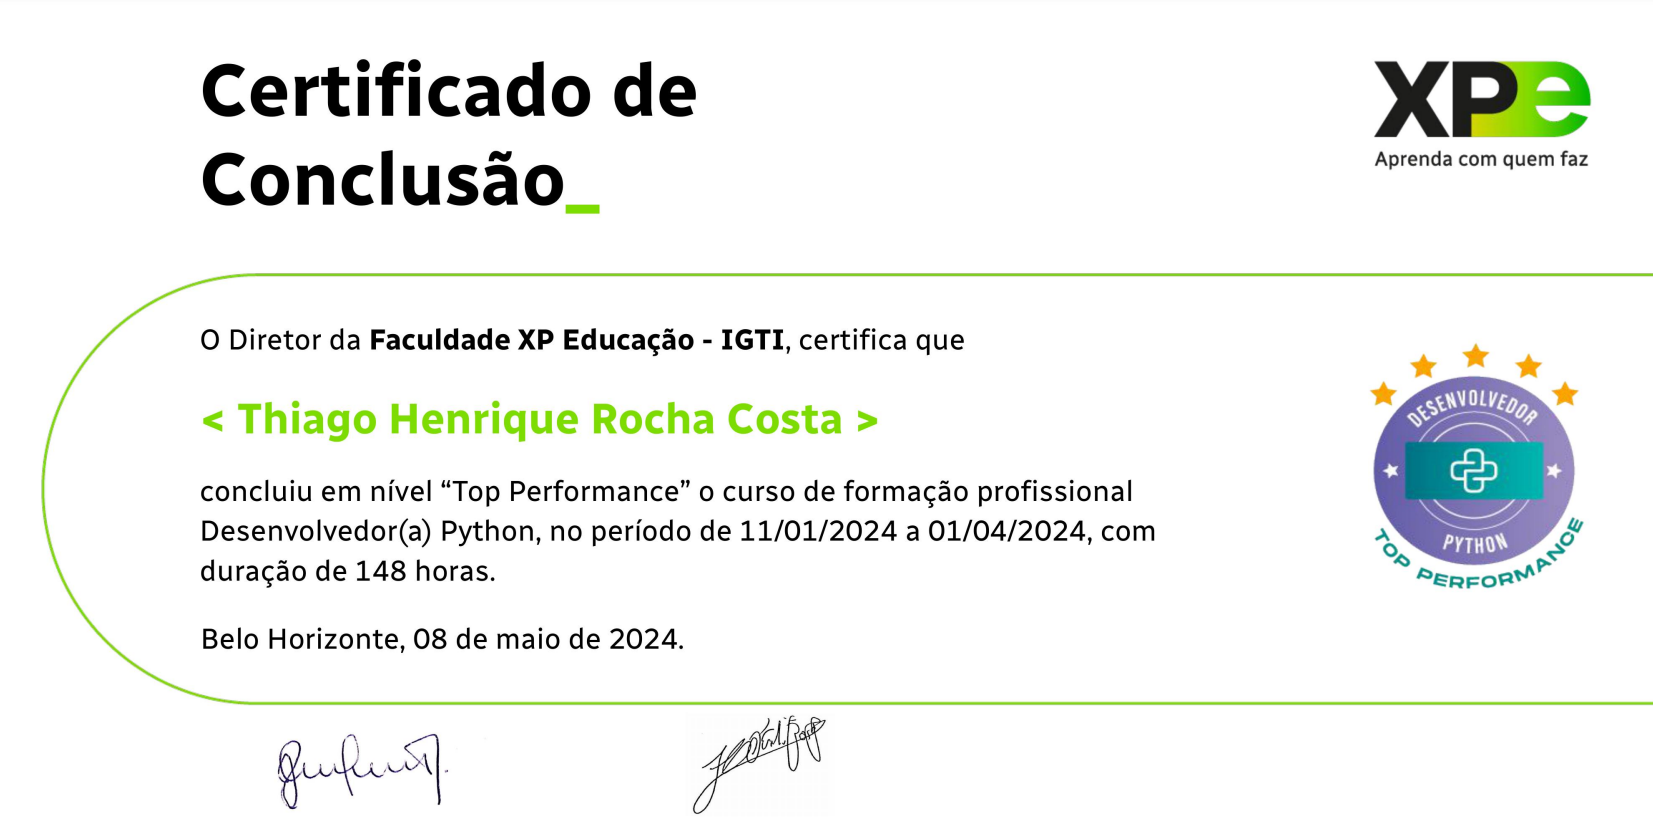 Certificado de
Conclusão_
XPe
Aprenda com quem faz
O Diretor da Faculdade XP Educação - IGTI, certifica que
< Thiago Henrique Rocha Costa >
concluiu em nível “Top Performance” o curso de formação profissional
Desenvolvedor(a) Python, no período de 11/01/2024 a 01/04/2024, com
duração de 148 horas.
Belo Horizonte, 08 de maio de 2024.
DESENVOLVEDOR
PYTHON
TOP PERFORMANCE